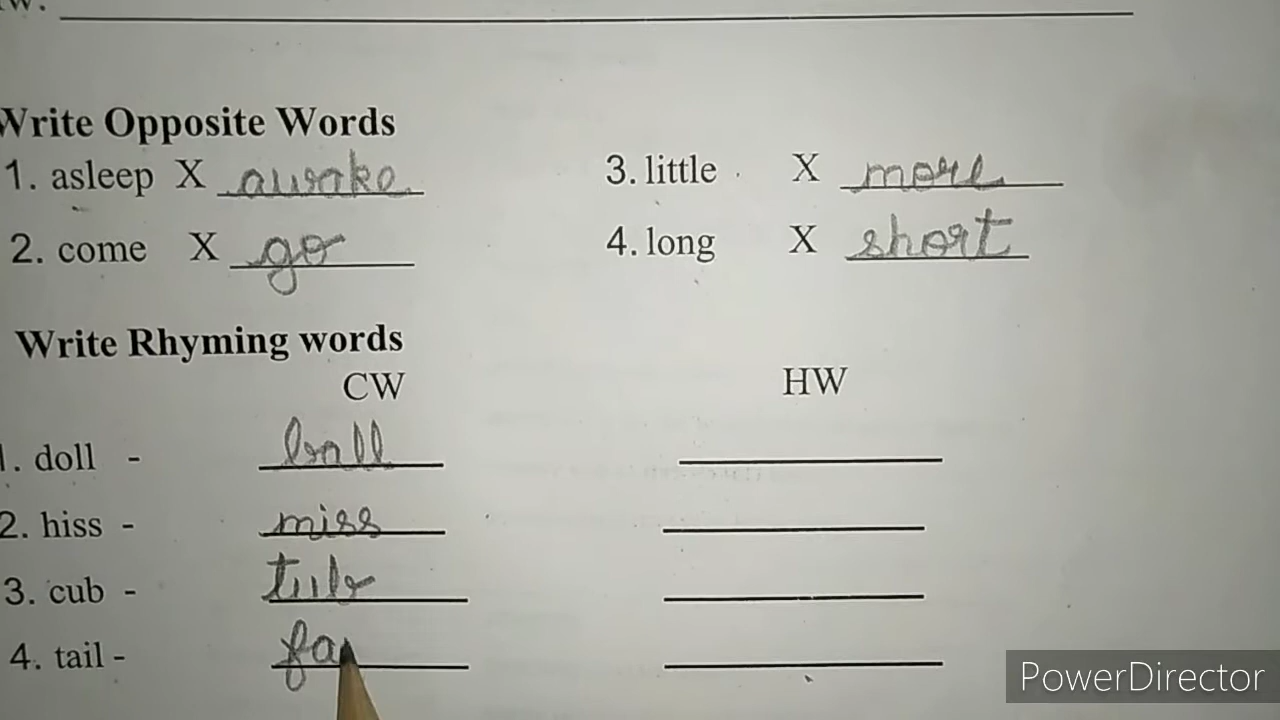 Write Opposite Words
1. asleep X awake 3. little X more
2. come X go 4. long X short
Write Rhyming words
CW HW
1. doll - ball
2. hiss - miss
3. cub - tub
4. tail - fa
PowerDirector